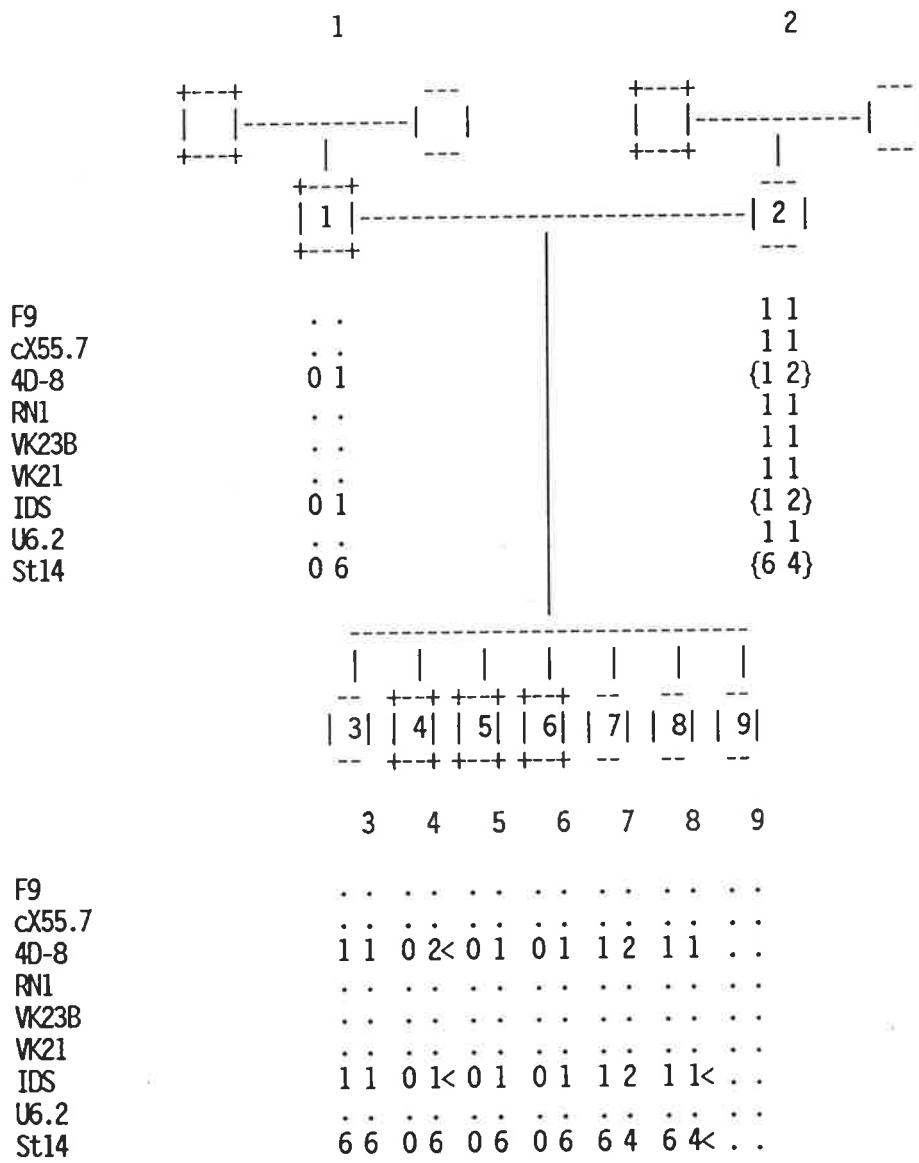 1 2
1 2
F9 . . 1 1
cX55.7 . . 1 1
4D-8 0 1 {1 2}
RN1 . . 1 1
VK23B . . 1 1
VK21 . . 1 1
IDS 0 1 {1 2}
U6.2 . . 1 1
St14 0 6 {6 4}
3 4 5 6 7 8 9
3 4 5 6 7 8 9
F9 . . . . . . . . . . . . . .
cX55.7 . . . . . . . . . . . . . .
4D-8 1 1 0 2< 0 1 0 1 1 2 1 1 . .
RN1 . . . . . . . . . . . . . .
VK23B . . . . . . . . . . . . . .
VK21 . . . . . . . . . . . . . .
IDS 1 1 0 1< 0 1 0 1 1 2 1 1< . .
U6.2 . . . . . . . . . . . . . .
St14 6 6 0 6 0 6 0 6 6 4 6 4< . .